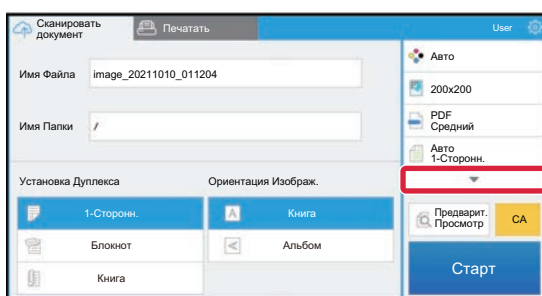 Сканировать
документ
Печатать
User
Имя Файла
image_20211010_011204
Имя Папки
/
Установка Дуплекса
Ориентация Изображ.
1-Сторонн.
Книга
Блокнот
Альбом
Книга
Авто
200x200
PDF
Средний
Авто
1-Сторонн.
Предварит.
Просмотр
CA
Старт